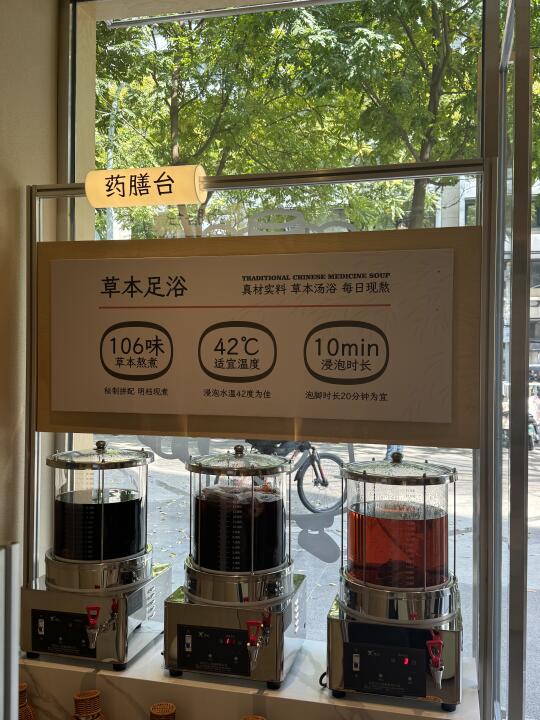 药膳台
草本足浴
TRADITIONAL CHINESE MEDICINE SOUP
真材实料 草本汤浴 每日现熬
106味
草本熬煮
42℃
适宜温度
10min
浸泡时长
秘制拼配 明档现煮
浸泡水温42度为佳
泡脚时长20分钟为宜